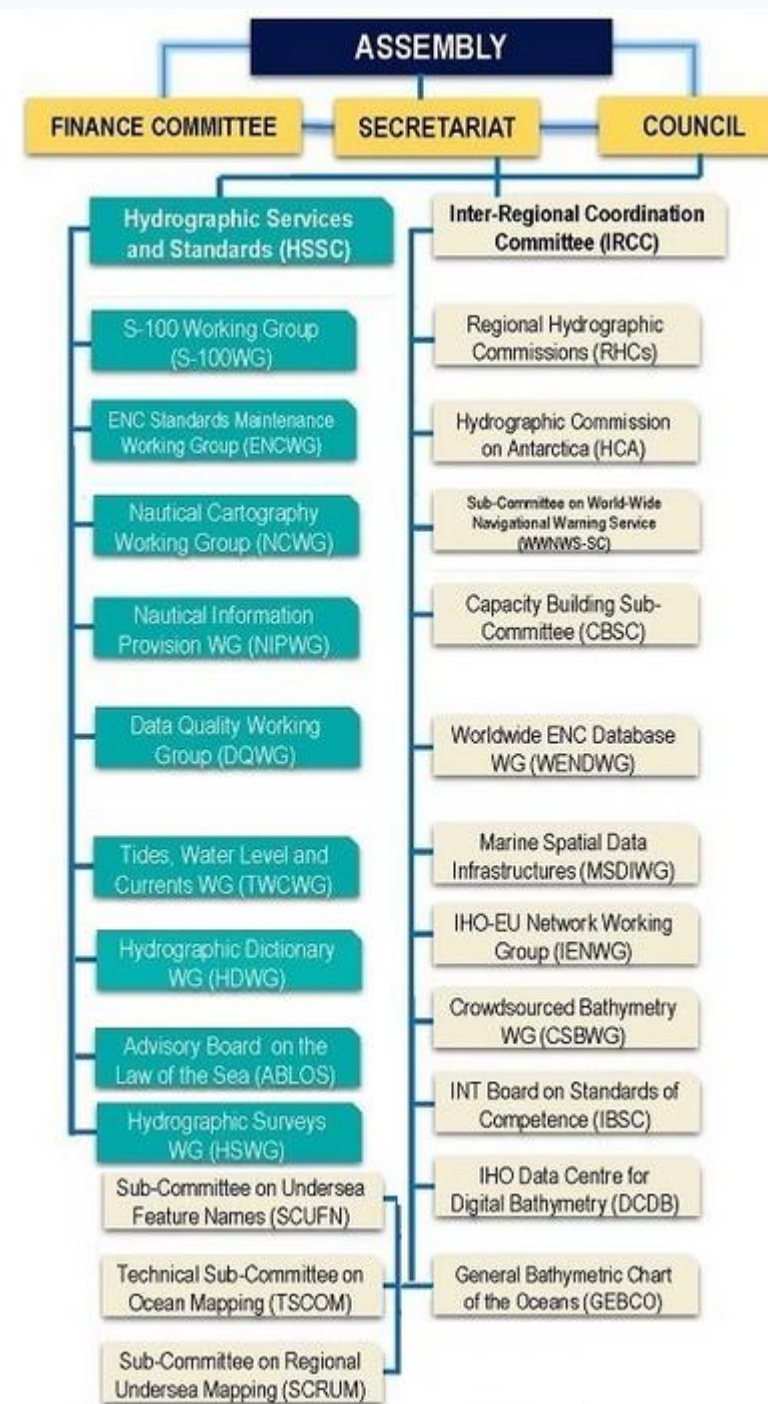 ASSEMBLY
FINANCE COMMITTEE
SECRETARIAT
COUNCIL
Hydrographic Services
and Standards (HSSC)
S-100 Working Group
(S-100WG)
ENC Standards Maintenance
Working Group (ENCWG)
Nautical Cartography
Working Group (NCWG)
Nautical Information
Provision WG (NIPWG)
Data Quality Working
Group (DQWG)
Tides, Water Level and
Currents WG (TWCWG)
Hydrographic Dictionary
WG (HDWG)
Advisory Board on the
Law of the Sea (ABLOS)
Hydrographic Surveys
WG (HSWG)
Inter-Regional Coordination
Committee (IRCC)
Regional Hydrographic
Commissions (RHCs)
Hydrographic Commission
on Antarctica (HCA)
Sub-Committee on World-Wide
Navigational Warning Service
(WWNWS-SC)
Capacity Building Sub-
Committee (CBSC)
Worldwide ENC Database
WG (WENDWG)
Marine Spatial Data
Infrastructures (MSDIWG)
IHO-EU Network Working
Group (IENWG)
Crowdsourced Bathymetry
WG (CSBWG)
INT Board on Standards of
Competence (IBSC)
IHO Data Centre for
Digital Bathymetry (DCDB)
General Bathymetric Chart
of the Oceans (GEBCO)
Sub-Committee on Undersea
Feature Names (SCUFN)
Technical Sub-Committee on
Ocean Mapping (TSCOM)
Sub-Committee on Regional
Undersea Mapping (SCRUM)